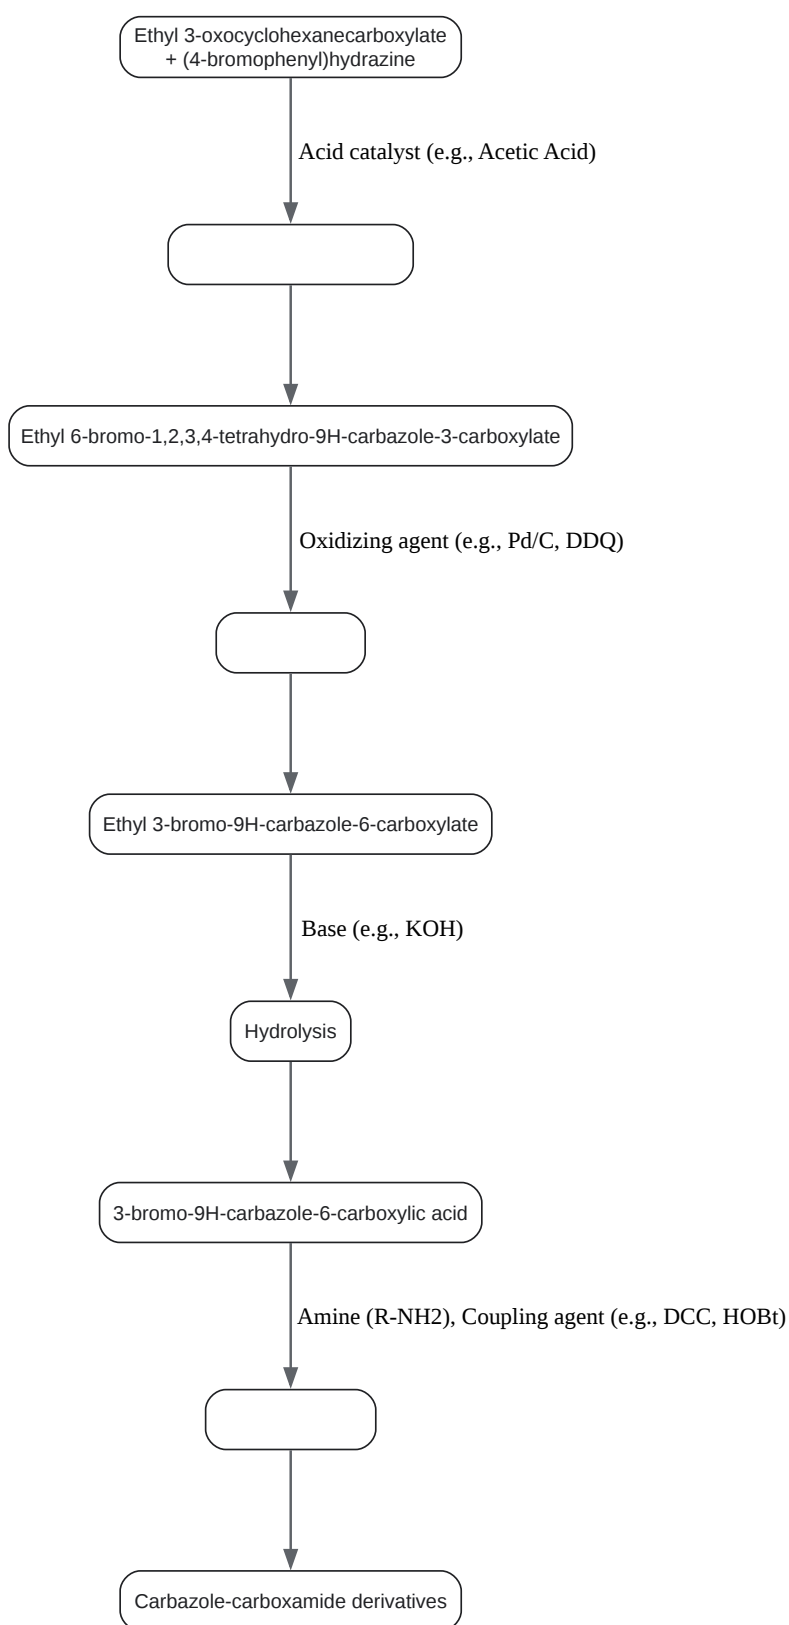 Ethyl 3-oxocyclohexanecarboxylate
+ (4-bromophenyl)hydrazine
Acid catalyst (e.g., Acetic Acid)
Ethyl 6-bromo-1,2,3,4-tetrahydro-9H-carbazole-3-carboxylate
Oxidizing agent (e.g., Pd/C, DDQ)
Ethyl 3-bromo-9H-carbazole-6-carboxylate
Base (e.g., KOH)
Hydrolysis
3-bromo-9H-carbazole-6-carboxylic acid
Amine (R-NH2), Coupling agent (e.g., DCC, HOBt)
Carbazole-carboxamide derivatives